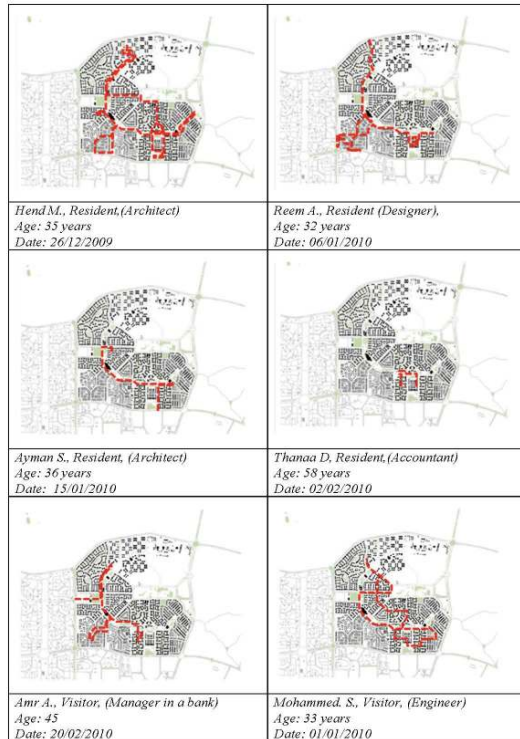 Hend M., Resident,(Architect)
Age: 35 years
Date: 26/12/2009
Reem A., Resident (Designer),
Age: 32 years
Date: 06/01/2010
Ayman S., Resident, (Architect)
Age: 36 years
Date: 15/01/2010
Thanaa D, Resident,(Accountant)
Age: 58 years
Date: 02/02/2010
Amr A., Visitor, (Manager in a bank)
Age: 45
Date: 20/02/2010
Mohammed. S., Visitor, (Engineer)
Age: 33 years
Date: 01/01/2010